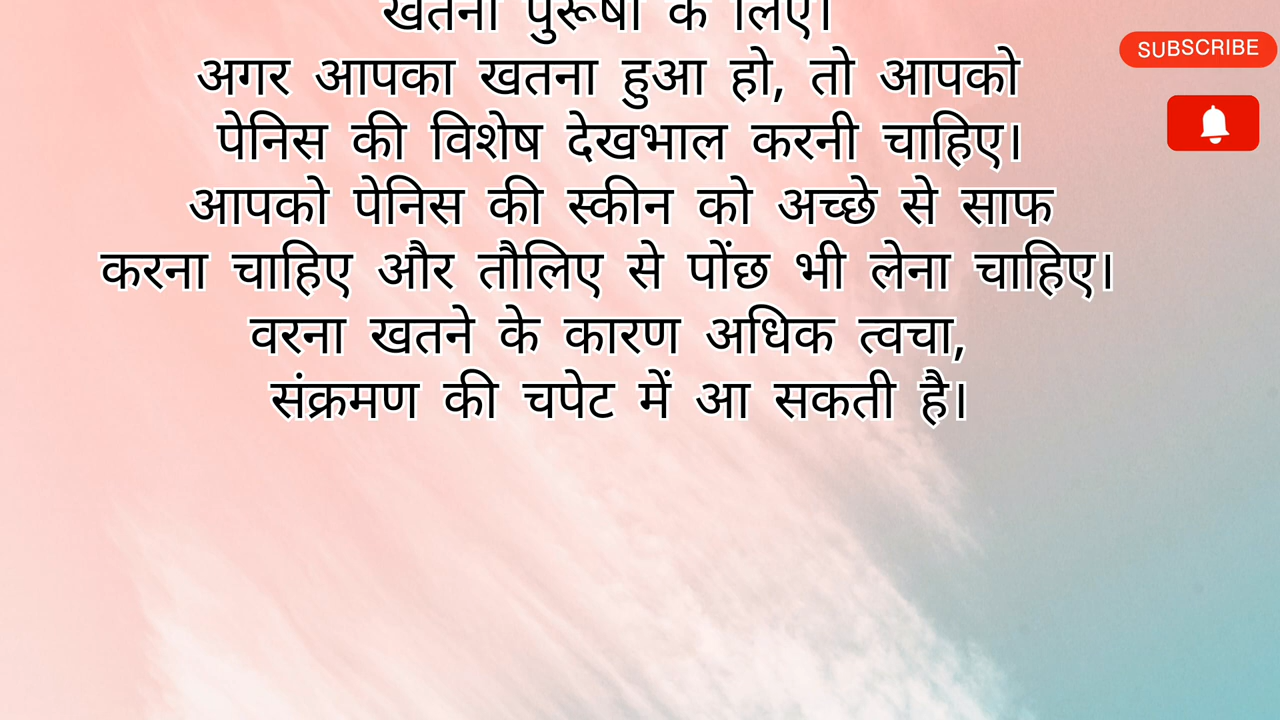 खतना पुरूषों के लिए।
SUBSCRIBE
अगर आपका खतना हुआ हो, तो आपको
पेनिस की विशेष देखभाल करनी चाहिए।
आपको पेनिस की स्कीन को अच्छे से साफ
करना चाहिए और तौलिए से पोंछ भी लेना चाहिए।
वरना खतने के कारण अधिक त्वचा,
संक्रमण की चपेट में आ सकती है।